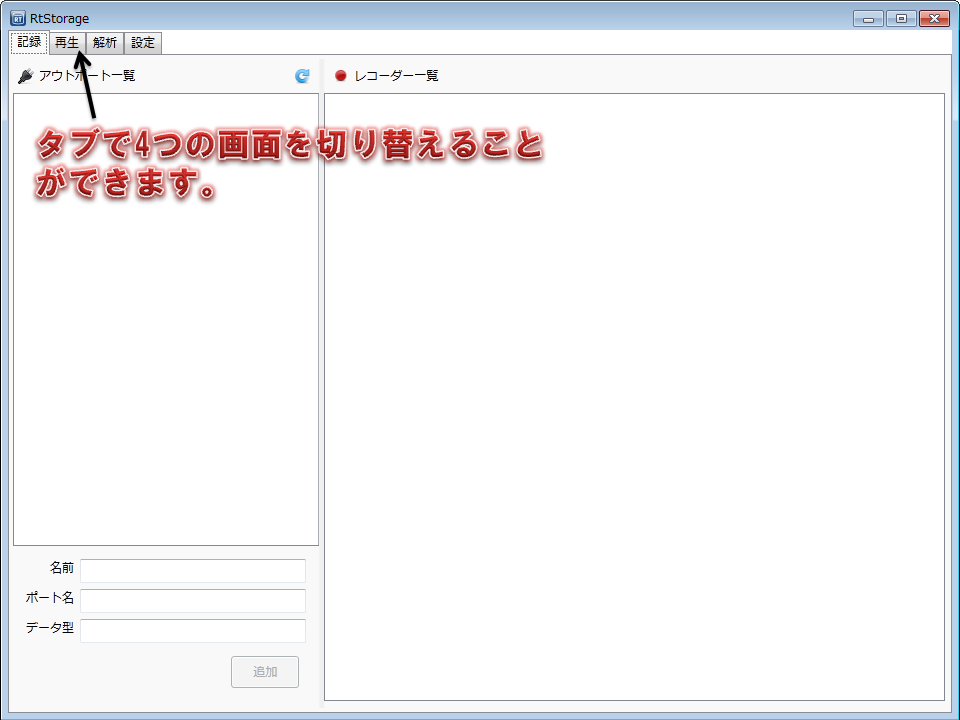 RtStorage
記録 再生 解析 設定
アウトポート一覧
レコーダー一覧
タブで4つの画面を切り替えること
ができます。
名前
ポート名
データ型
追加